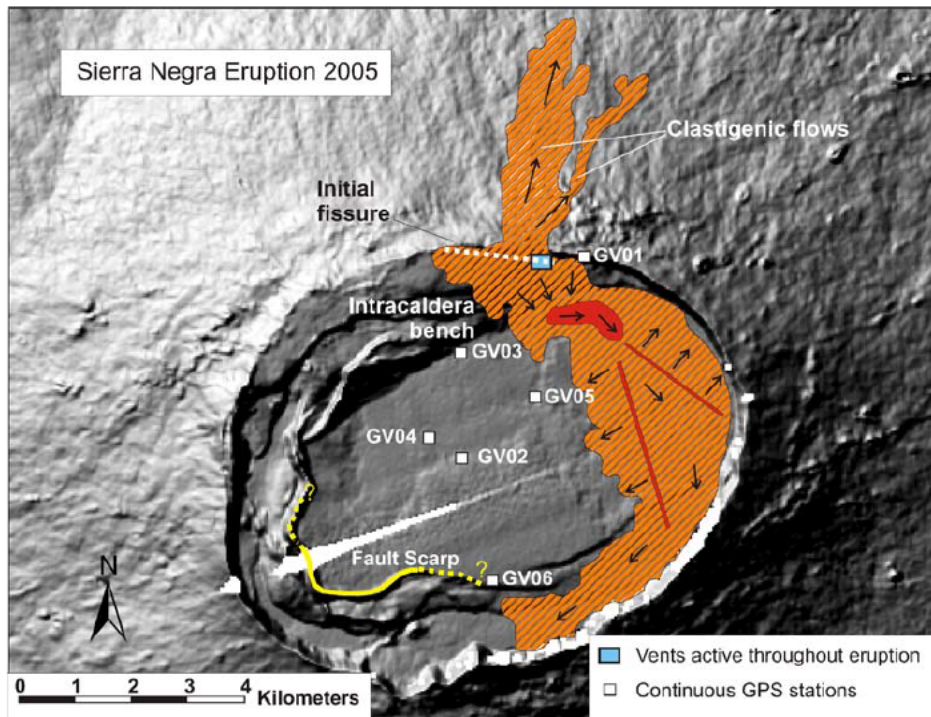 Sierra Negra Eruption 2005
Clastigenic flows
Initial
fissure
GV01
Intracaldera
bench
GV03
GV05
GV04
GV02
?
Fault Scarp
?
GV06
N
0 1 2 3 4
Kilometers
Vents active throughout eruption
Continuous GPS stations